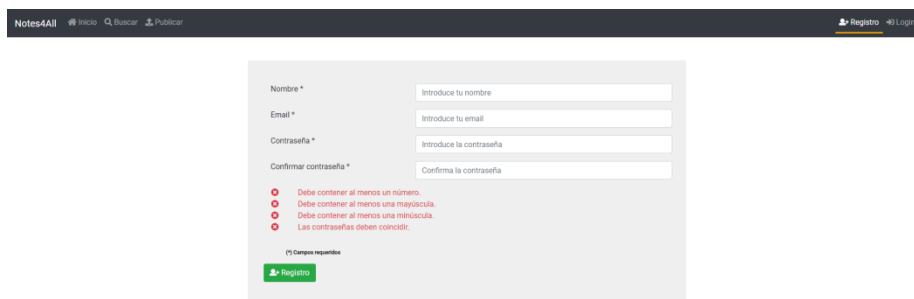 Notes4All Inicio Buscar Publicar Registro Login
Nombre * Introduce tu nombre
Email * Introduce tu email
Contraseña * Introduce la contraseña
Confirmar contraseña * Confirma la contraseña
Debe contener al menos un número.
Debe contener al menos una mayúscula.
Debe contener al menos una minúscula.
Las contraseñas deben coincidir.
(*) Campos requeridos
Registro